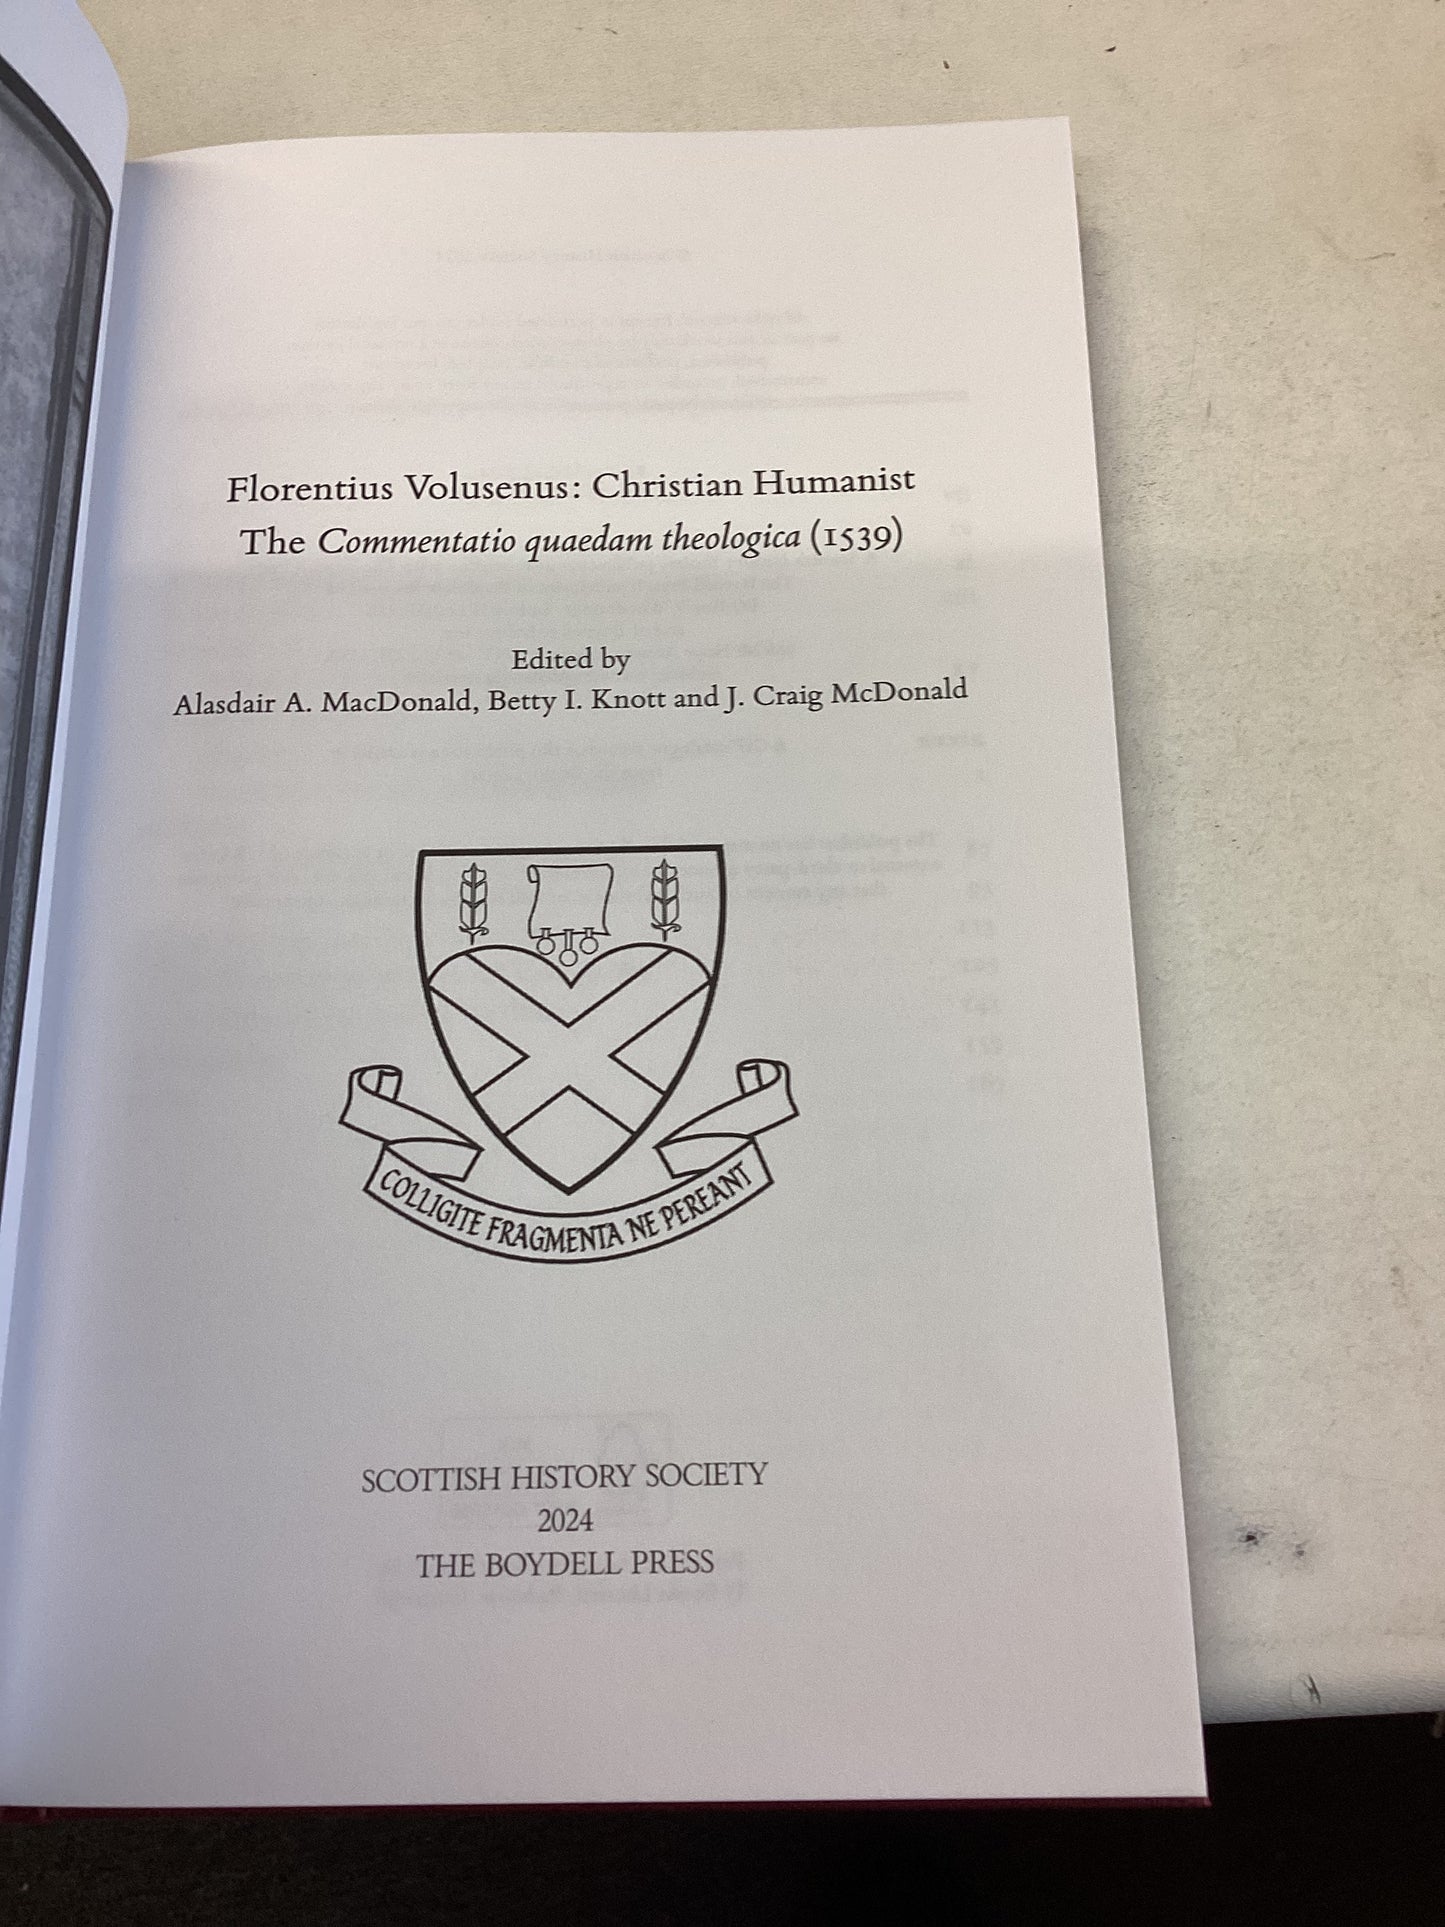 Florentius Volusenus: Christian Humanist
The Commentatio quaedam theologica (1539)
Edited by
Alasdair A. MacDonald, Betty I. Knott and J. Craig McDonald
COLLIGITE FRAGMENTA NE PEREANT
SCOTTISH HISTORY SOCIETY
2024
THE BOYDELL PRESS